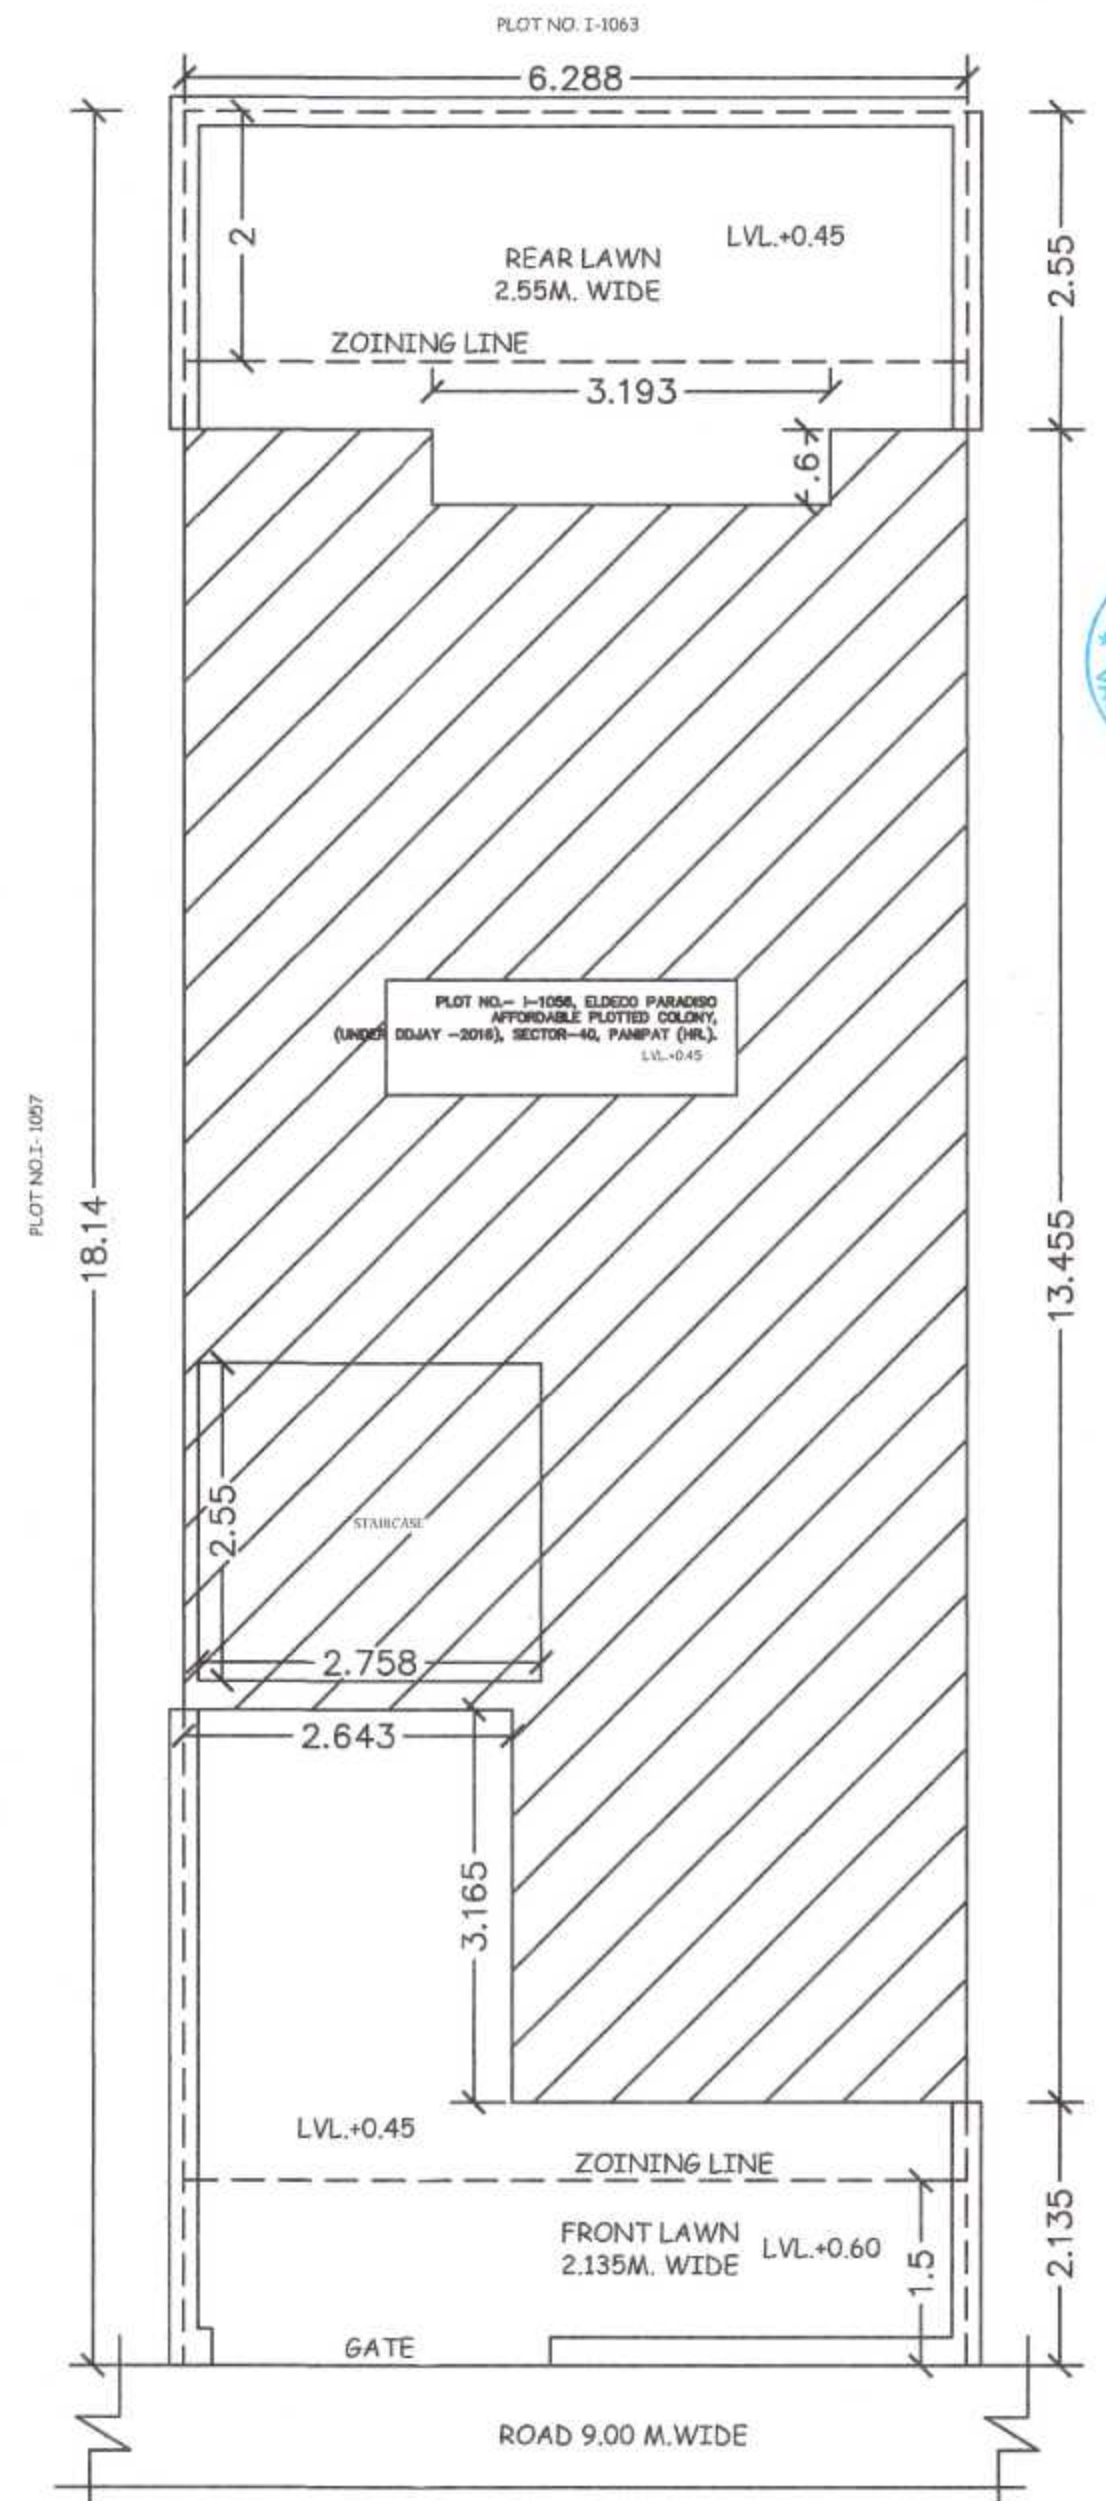 PLOT NO. I-1063
6.288
2
LVL.+0.45
REAR LAWN
2.55M. WIDE
2.55
ZOINING LINE
3.193
.6
PLOT NO.- I-1058, ELDECO PARADISO
AFFORDABLE PLOTTED COLONY,
(UNDER DDJAY -2016), SECTOR-40, PANIPAT (HR.).
LVL.+0.45
PLOT NO.I- 1057
18.14
13.455
2.55
STAIRCASE
2.758
2.643
3.165
LVL.+0.45
ZOINING LINE
FRONT LAWN
2.135M. WIDE
LVL.+0.60
1.5
2.135
GATE
ROAD 9.00 M.WIDE